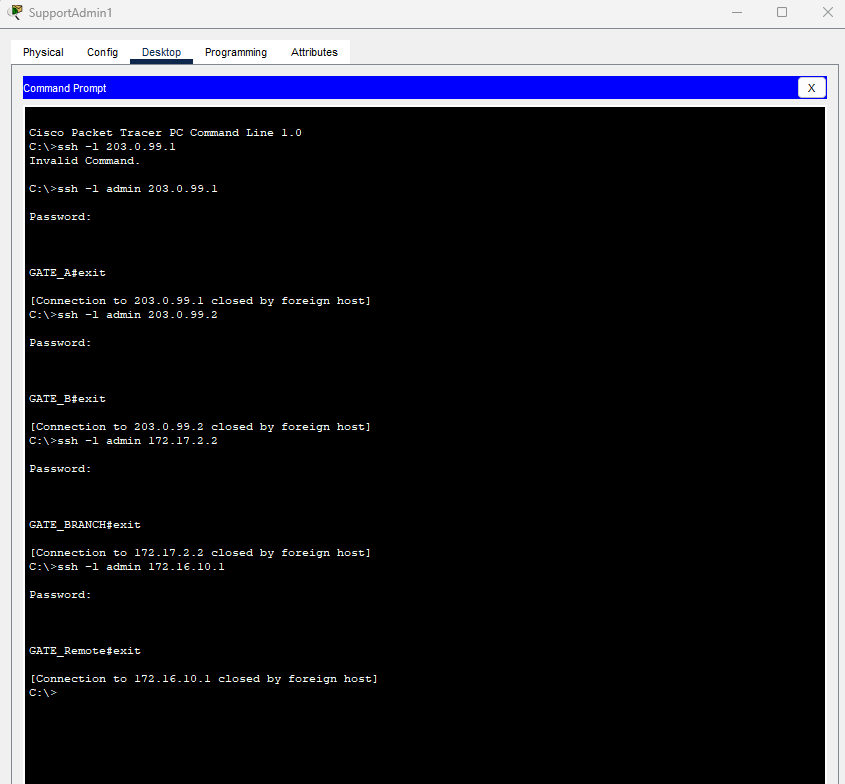 SupportAdmin1
Physical Config Desktop Programming Attributes
Command Prompt X
Cisco Packet Tracer PC Command Line 1.0
C:\>ssh -l 203.0.99.1
Invalid Command.
C:\>ssh -l admin 203.0.99.1
Password:
GATE_A#exit
[Connection to 203.0.99.1 closed by foreign host]
C:\>ssh -l admin 203.0.99.2
Password:
GATE_B#exit
[Connection to 203.0.99.2 closed by foreign host]
C:\>ssh -l admin 172.17.2.2
Password:
GATE_BRANCH#exit
[Connection to 172.17.2.2 closed by foreign host]
C:\>ssh -l admin 172.16.10.1
Password:
GATE_Remote#exit
[Connection to 172.16.10.1 closed by foreign host]
C:\>